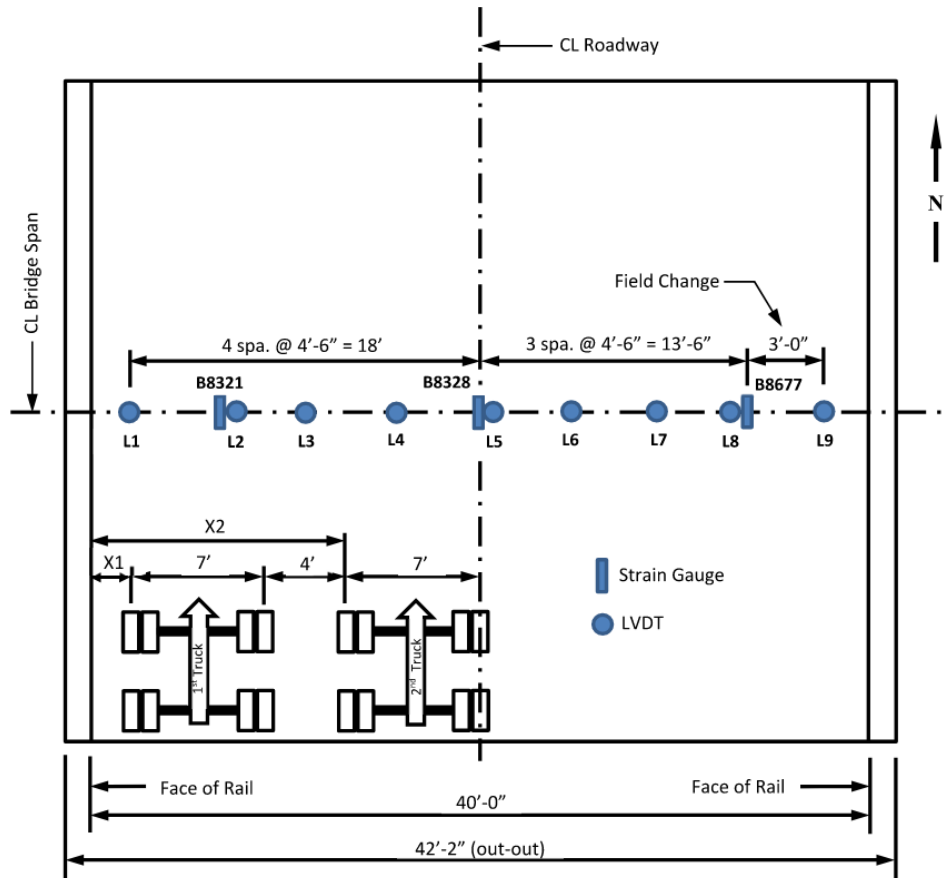 CL Roadway
N
CL Bridge Span
Field Change
4 spa. @ 4’-6” = 18’
3 spa. @ 4’-6” = 13’-6”
3’-0”
B8321
B8328
B8677
L1
L2
L3
L4
L5
L6
L7
L8
L9
X2
X1
7’
4’
7’
Strain Gauge
LVDT
1st Truck
2nd Truck
Face of Rail
Face of Rail
40’-0”
42’-2” (out-out)